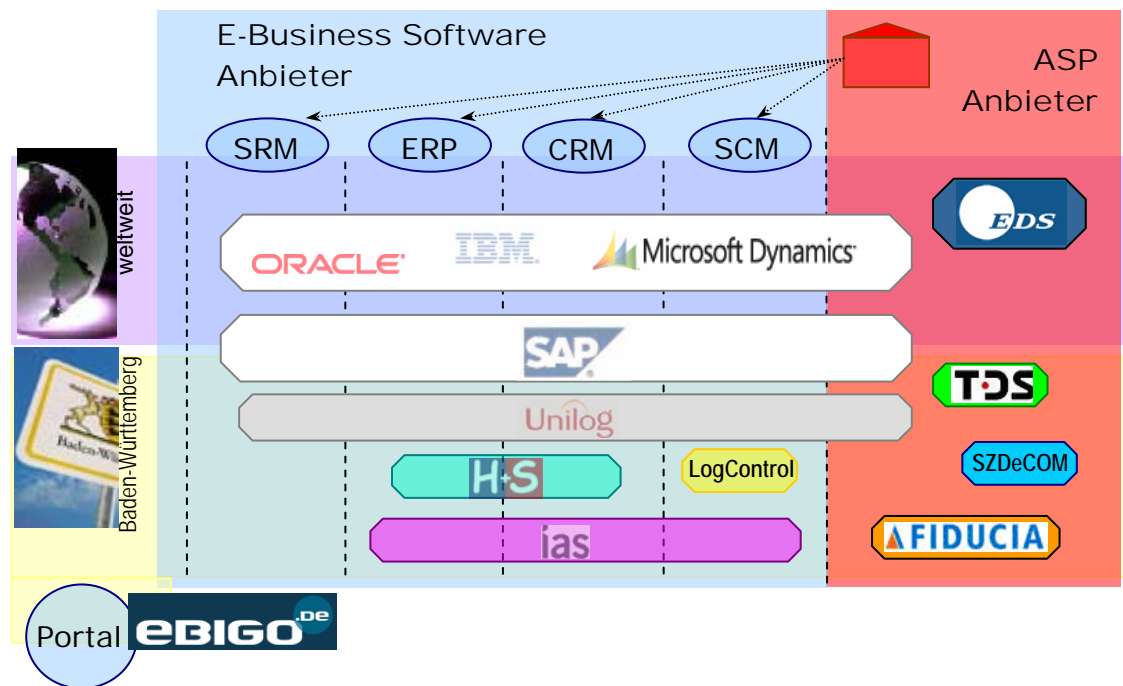 E-Business Software
Anbieter
ASP
Anbieter
SRM
ERP
CRM
SCM
weltweit
EDS
ORACLE®
IBM®
Microsoft Dynamics™
SAP®
Baden-Württemberg
TDS
Unilog
H+S
LogControl
SZDeCOM
ias
FIDUCIA
Portal
eBIGO.De